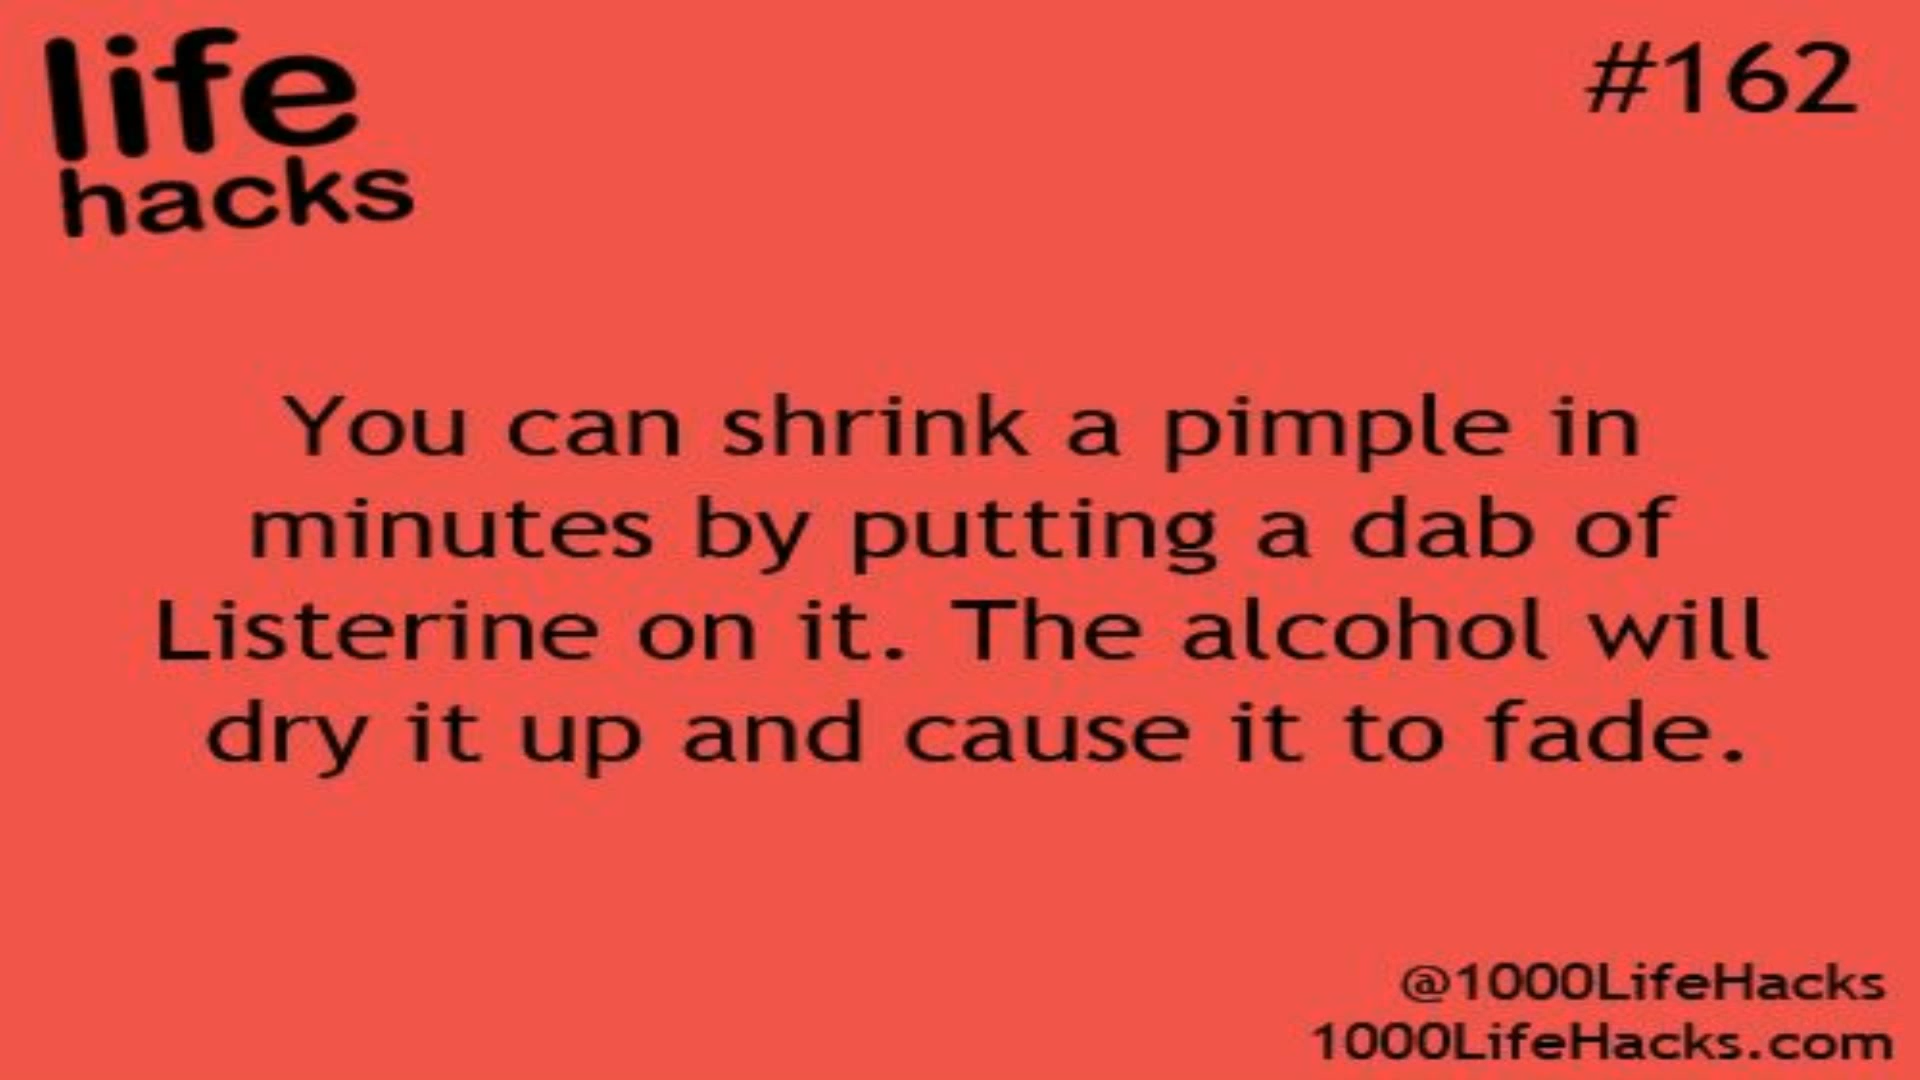 life
hacks
#162
You can shrink a pimple in
minutes by putting a dab of
Listerine on it. The alcohol will
dry it up and cause it to fade.
@1000LifeHacks
1000LifeHacks.com